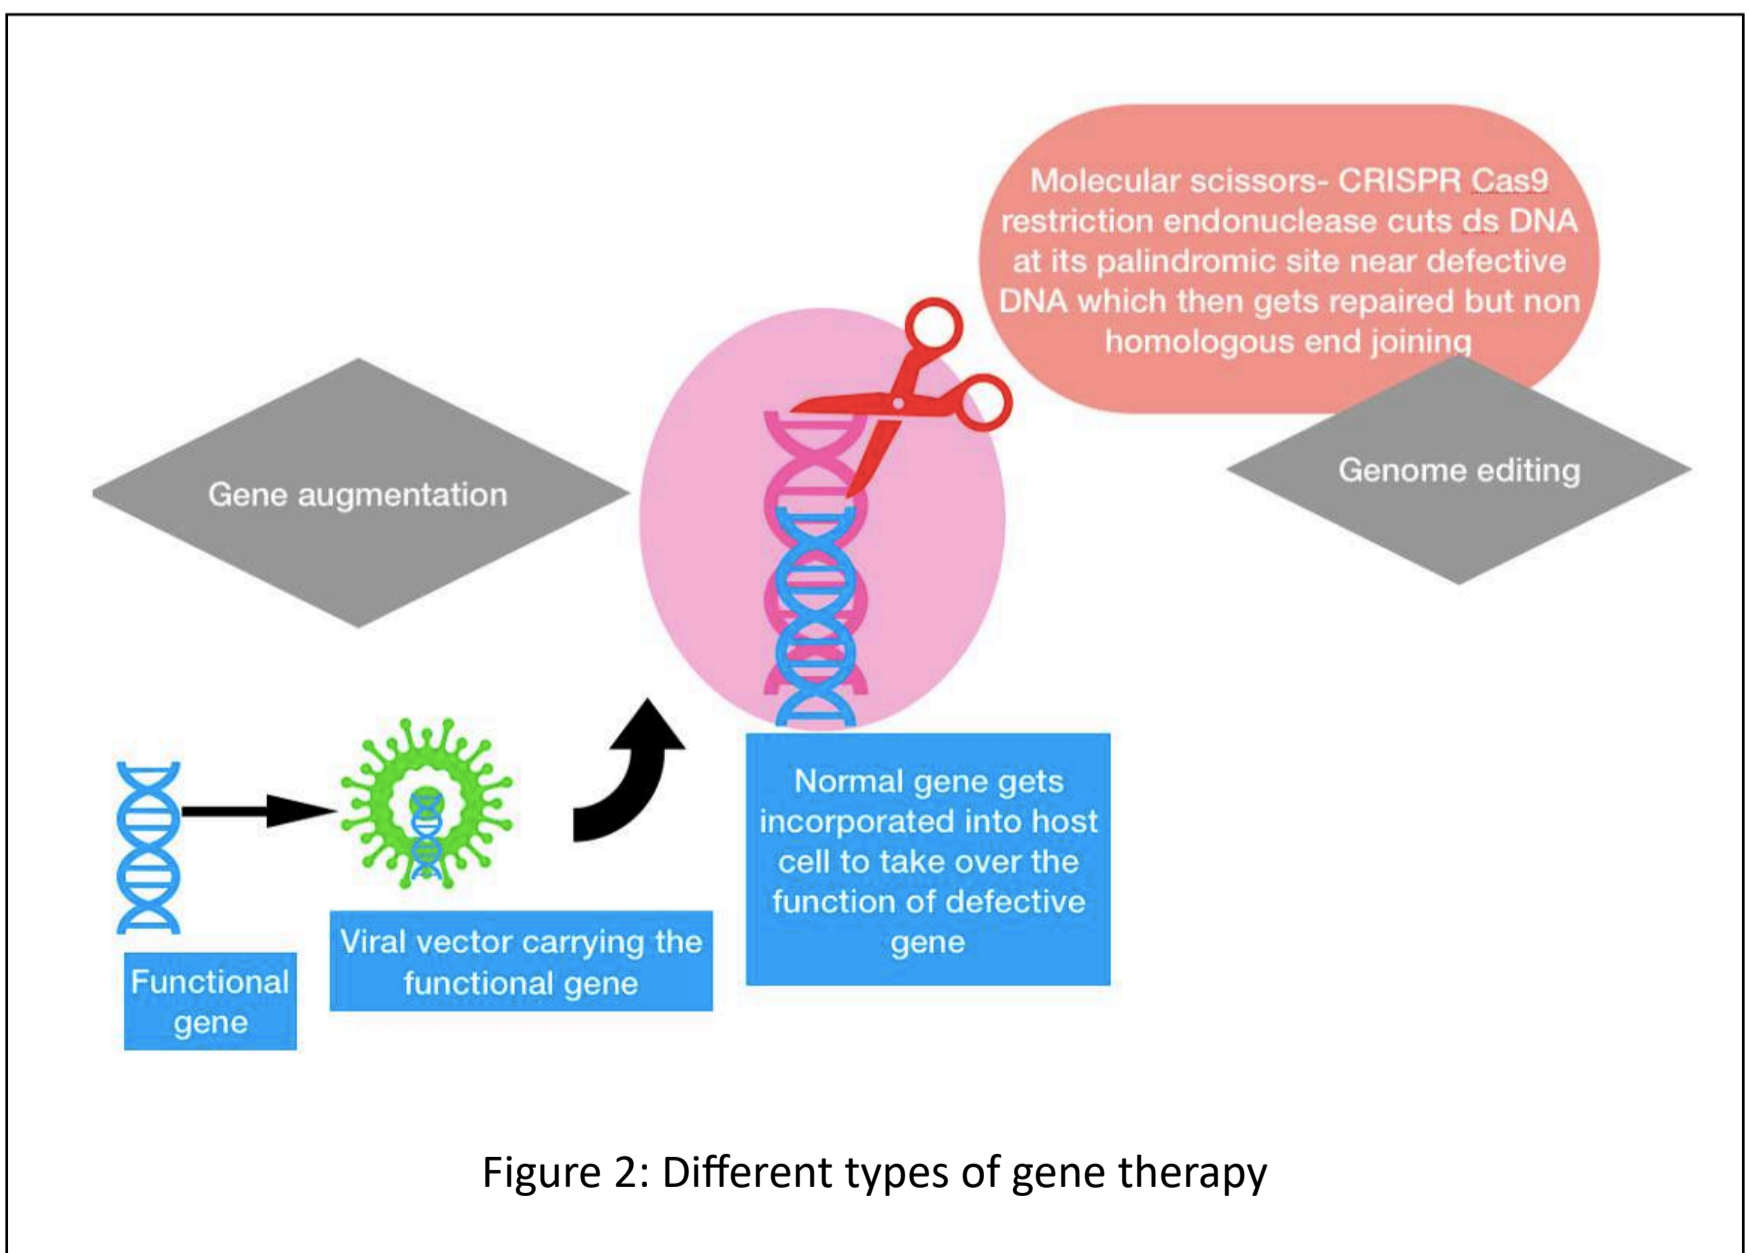 Molecular scissors- CRISPR Cas9
restriction endonuclease cuts ds DNA
at its palindromic site near defective
DNA which then gets repaired but non
homologous end joining
Gene augmentation
Genome editing
Normal gene gets
incorporated into host
cell to take over the
function of defective
gene
Viral vector carrying the
functional gene
Functional
gene
Figure 2: Different types of gene therapy